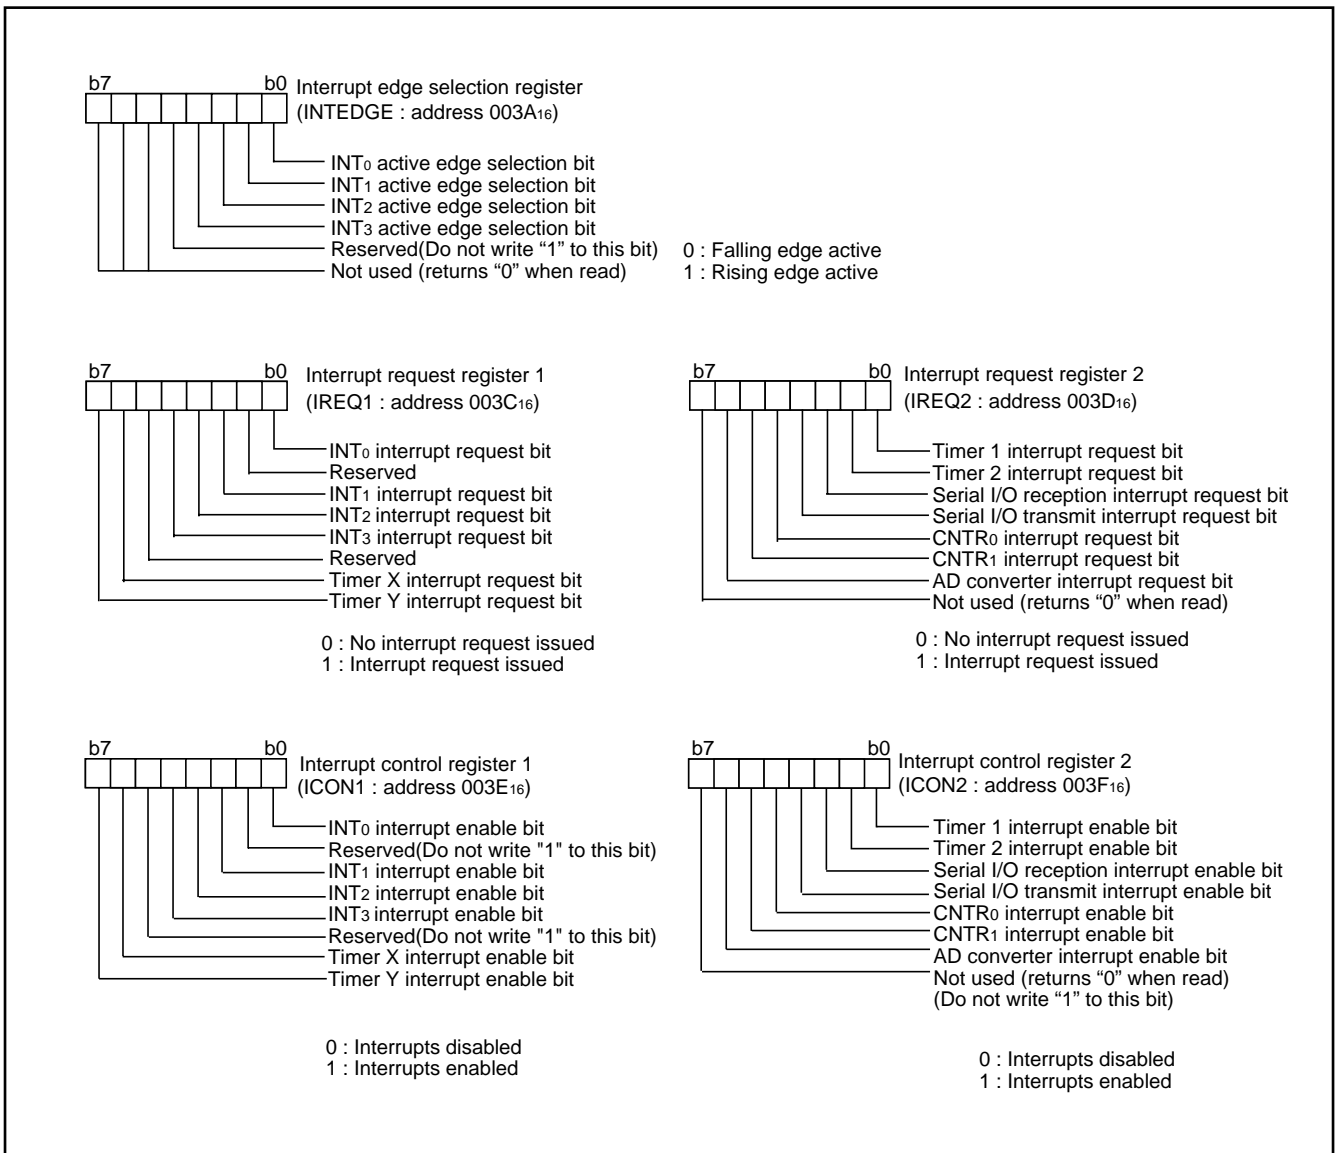 b7 b0 Interrupt edge selection register
(INTEDGE : address 003A16)
INT0 active edge selection bit
INT1 active edge selection bit
INT2 active edge selection bit
INT3 active edge selection bit
Reserved(Do not write “1” to this bit)
Not used (returns “0” when read)
0 : Falling edge active
1 : Rising edge active
b7 b0 Interrupt request register 1
(IREQ1 : address 003C16)
INT0 interrupt request bit
Reserved
INT1 interrupt request bit
INT2 interrupt request bit
INT3 interrupt request bit
Reserved
Timer X interrupt request bit
Timer Y interrupt request bit
0 : No interrupt request issued
1 : Interrupt request issued
b7 b0 Interrupt request register 2
(IREQ2 : address 003D16)
Timer 1 interrupt request bit
Timer 2 interrupt request bit
Serial I/O reception interrupt request bit
Serial I/O transmit interrupt request bit
CNTR0 interrupt request bit
CNTR1 interrupt request bit
AD converter interrupt request bit
Not used (returns “0” when read)
0 : No interrupt request issued
1 : Interrupt request issued
b7 b0 Interrupt control register 1
(ICON1 : address 003E16)
INT0 interrupt enable bit
Reserved(Do not write "1" to this bit)
INT1 interrupt enable bit
INT2 interrupt enable bit
INT3 interrupt enable bit
Reserved(Do not write "1" to this bit)
Timer X interrupt enable bit
Timer Y interrupt enable bit
0 : Interrupts disabled
1 : Interrupts enabled
b7 b0 Interrupt control register 2
(ICON2 : address 003F16)
Timer 1 interrupt enable bit
Timer 2 interrupt enable bit
Serial I/O reception interrupt enable bit
Serial I/O transmit interrupt enable bit
CNTR0 interrupt enable bit
CNTR1 interrupt enable bit
AD converter interrupt enable bit
Not used (returns “0” when read)
(Do not write “1” to this bit)
0 : Interrupts disabled
1 : Interrupts enabled